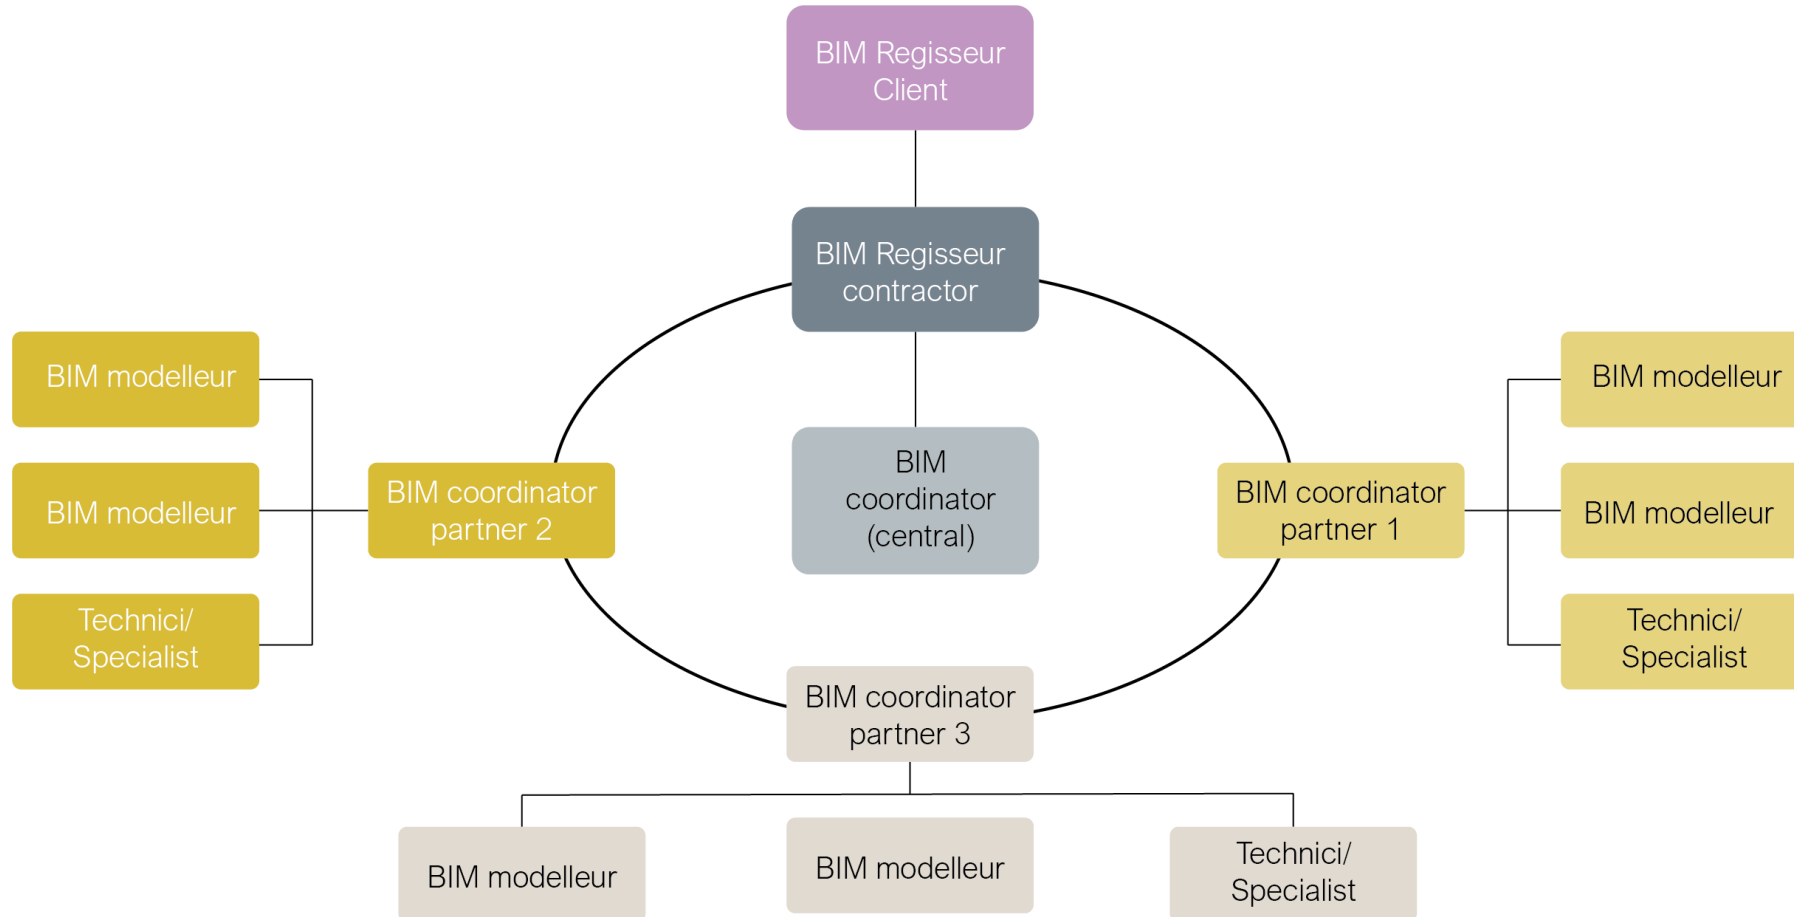 BIM Regisseur
Client
BIM Regisseur
contractor
BIM
coordinator
(central)
BIM modelleur
BIM modelleur
Technici/
Specialist
BIM coordinator
partner 2
BIM coordinator
partner 1
BIM modelleur
BIM modelleur
Technici/
Specialist
BIM coordinator
partner 3
BIM modelleur
BIM modelleur
Technici/
Specialist